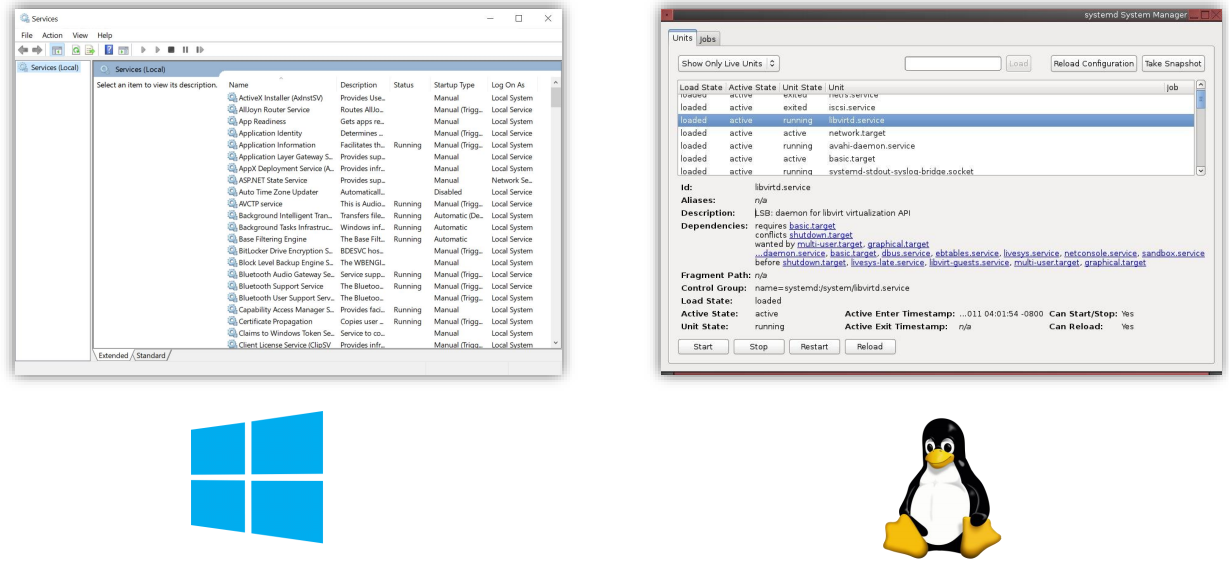 Services
File Action View Help
Services (Local)
Services (Local)
Select an item to view its description.
Name Description Status Startup Type Log On As
ActiveX Installer (AxInstSV) Provides Use... Manual Local System
AllJoyn Router Service Routes AllJo... Manual (Trigg... Local Service
App Readiness Gets apps re... Manual Local System
Application Identity Determines ... Manual (Trigg... Local Service
Application Information Facilitates th... Running Manual (Trigg... Local System
Application Layer Gateway S... Provides sup... Manual Local Service
AppX Deployment Service (A... Provides infr... Manual Local System
ASP.NET State Service Provides sup... Manual Network Se...
Auto Time Zone Updater Automaticall... Disabled Local Service
AVCTP service This is Audio... Running Manual (Trigg... Local Service
Background Intelligent Tran... Transfers file... Running Automatic (De... Local System
Background Tasks Infrastruc... Windows inf... Running Automatic Local System
Base Filtering Engine The Base Filt... Running Automatic Local Service
BitLocker Drive Encryption S... BDESVC hos... Manual (Trigg... Local System
Block Level Backup Engine S... The WBENGI... Manual Local System
Bluetooth Audio Gateway Se... Service supp... Running Manual (Trigg... Local Service
Bluetooth Support Service The Bluetoo... Running Manual (Trigg... Local Service
Bluetooth User Support Serv... The Bluetoo... Manual (Trigg... Local System
Capability Access Manager S... Provides faci... Running Manual Local System
Certificate Propagation Copies user ... Running Manual (Trigg... Local System
Claims to Windows Token Se... Service to co... Manual Local System
Client License Service (ClipSV Provides infr... Manual (Trigg... Local System
Extended Standard
systemd System Manager
Units Jobs
Show Only Live Units Load Reload Configuration Take Snapshot
Load State Active State Unit State Unit Job
loaded active exited netfs.service
loaded active exited iscsi.service
loaded active running libvirtd.service
loaded active active network.target
loaded active running avahi-daemon.service
loaded active active basic.target
loaded active running systemd-stdout-syslog-bridge.socket
Id: libvirtd.service
Aliases: n/a
Description: LSB: daemon for libvirt virtualization API
Dependencies: requires basic.target
conflicts shutdown.target
wanted by multi-user.target, graphical.target
...daemon.service, basic.target, dbus.service, ebtables.service, livesys.service, netconsole.service, sandbox.service
before shutdown.target, livesys-late.service, libvirt-guests.service, multi-user.target, graphical.target
Fragment Path: n/a
Control Group: name=systemd:/system/libvirtd.service
Load State: loaded
Active State: active Active Enter Timestamp: ...011 04:01:54 -0800 Can Start/Stop: Yes
Unit State: running Active Exit Timestamp: n/a Can Reload: Yes
Start Stop Restart Reload